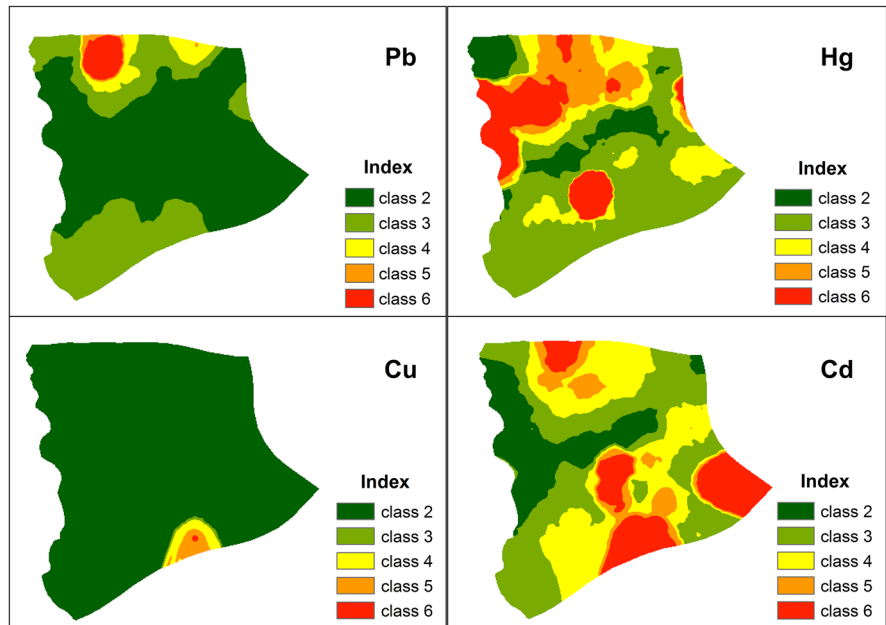 Pb
Index
class 2
class 3
class 4
class 5
class 6
Hg
Index
class 2
class 3
class 4
class 5
class 6
Cu
Index
class 2
class 3
class 4
class 5
class 6
Cd
Index
class 2
class 3
class 4
class 5
class 6